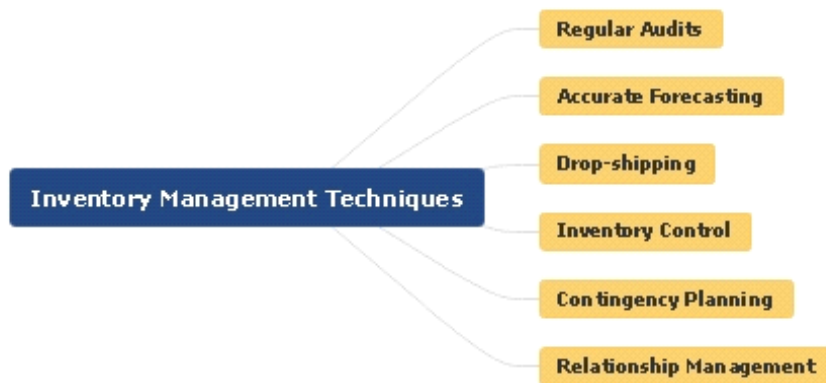 Regular Audits
Accurate Forecasting
Drop-shipping
Inventory Management Techniques
Inventory Control
Contingency Planning
Relationship Management